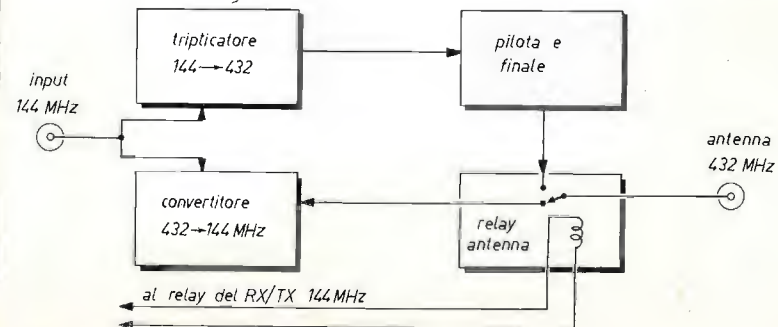 tripticatore
144→432
pilota e
finale
input
144 MHz
antenna
432 MHz
convertitore
432→144 MHz
relay
antenna
al relay del RX/TX 144 MHz